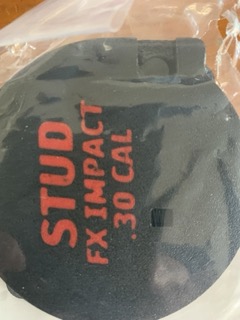 STUD
FX IMPACT
.30 CAL